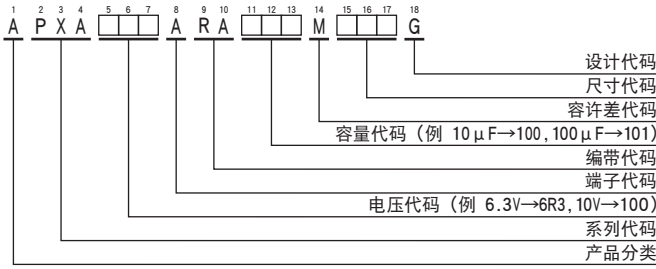 1 2 3 4 5 6 7 8 9 10 11 12 13 14 15 16 17 18
A P X A □□□ A R A □□□ M □□□ G
设计代码
尺寸代码
容许差代码
容量代码（例 10μF→100,100μF→101）
编带代码
端子代码
电压代码（例 6.3V→6R3,10V→100）
系列代码
产品分类